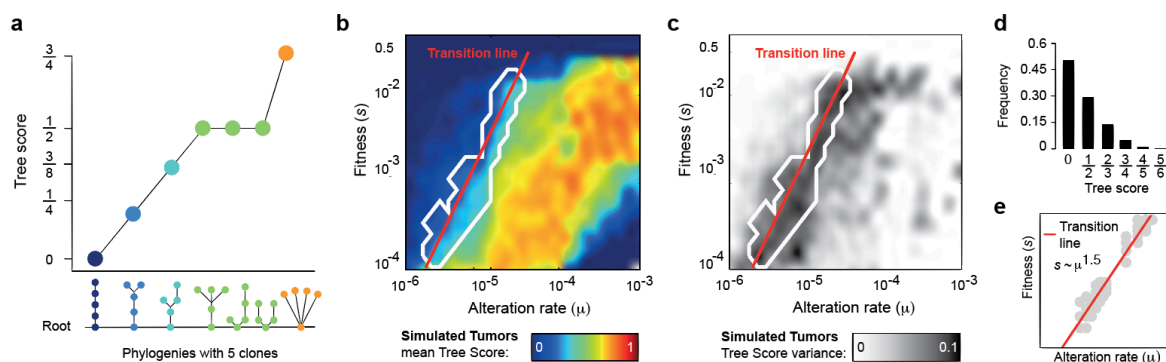 a
Tree score
3
4
1
2
3
8
1
4
0
Root
Phylogenies with 5 clones
b
Fitness (s)
0.5
10-2
10-3
10-4
Transition line
10-6
10-5
10-4
10-3
Alteration rate (μ)
Simulated Tumors
mean Tree Score:
0
1
c
Fitness (s)
0.5
10-2
10-3
10-4
Transition line
10-6
10-5
10-4
10-3
Alteration rate (μ)
Simulated Tumors
Tree Score variance:
0
0.1
d
Frequency
0.6
0.45
0.30
0.15
0
0 1 2 3 4 5
2 3 4 5 6
Tree score
e
Fitness (s)
Transition
line
s~μ1.5
Alteration rate (μ)